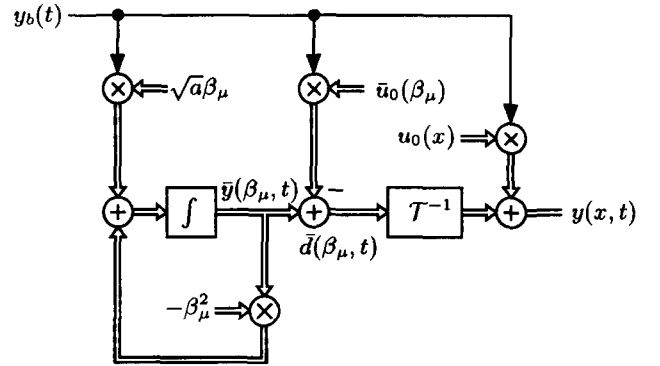 y_b(t)
× ⇐ √a β_μ
× ⇐ ū_0(β_μ)
u_0(x) ⇒ ×
ȳ(β_μ, t)
−
+ ∫ + 𝒯^{−1} + y(x, t)
d̄(β_μ, t)
−β_μ^2 ⇒ ×